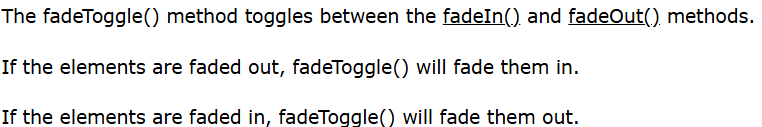 The fadeToggle() method toggles between the fadeIn() and fadeOut() methods.
If the elements are faded out, fadeToggle() will fade them in.
If the elements are faded in, fadeToggle() will fade them out.